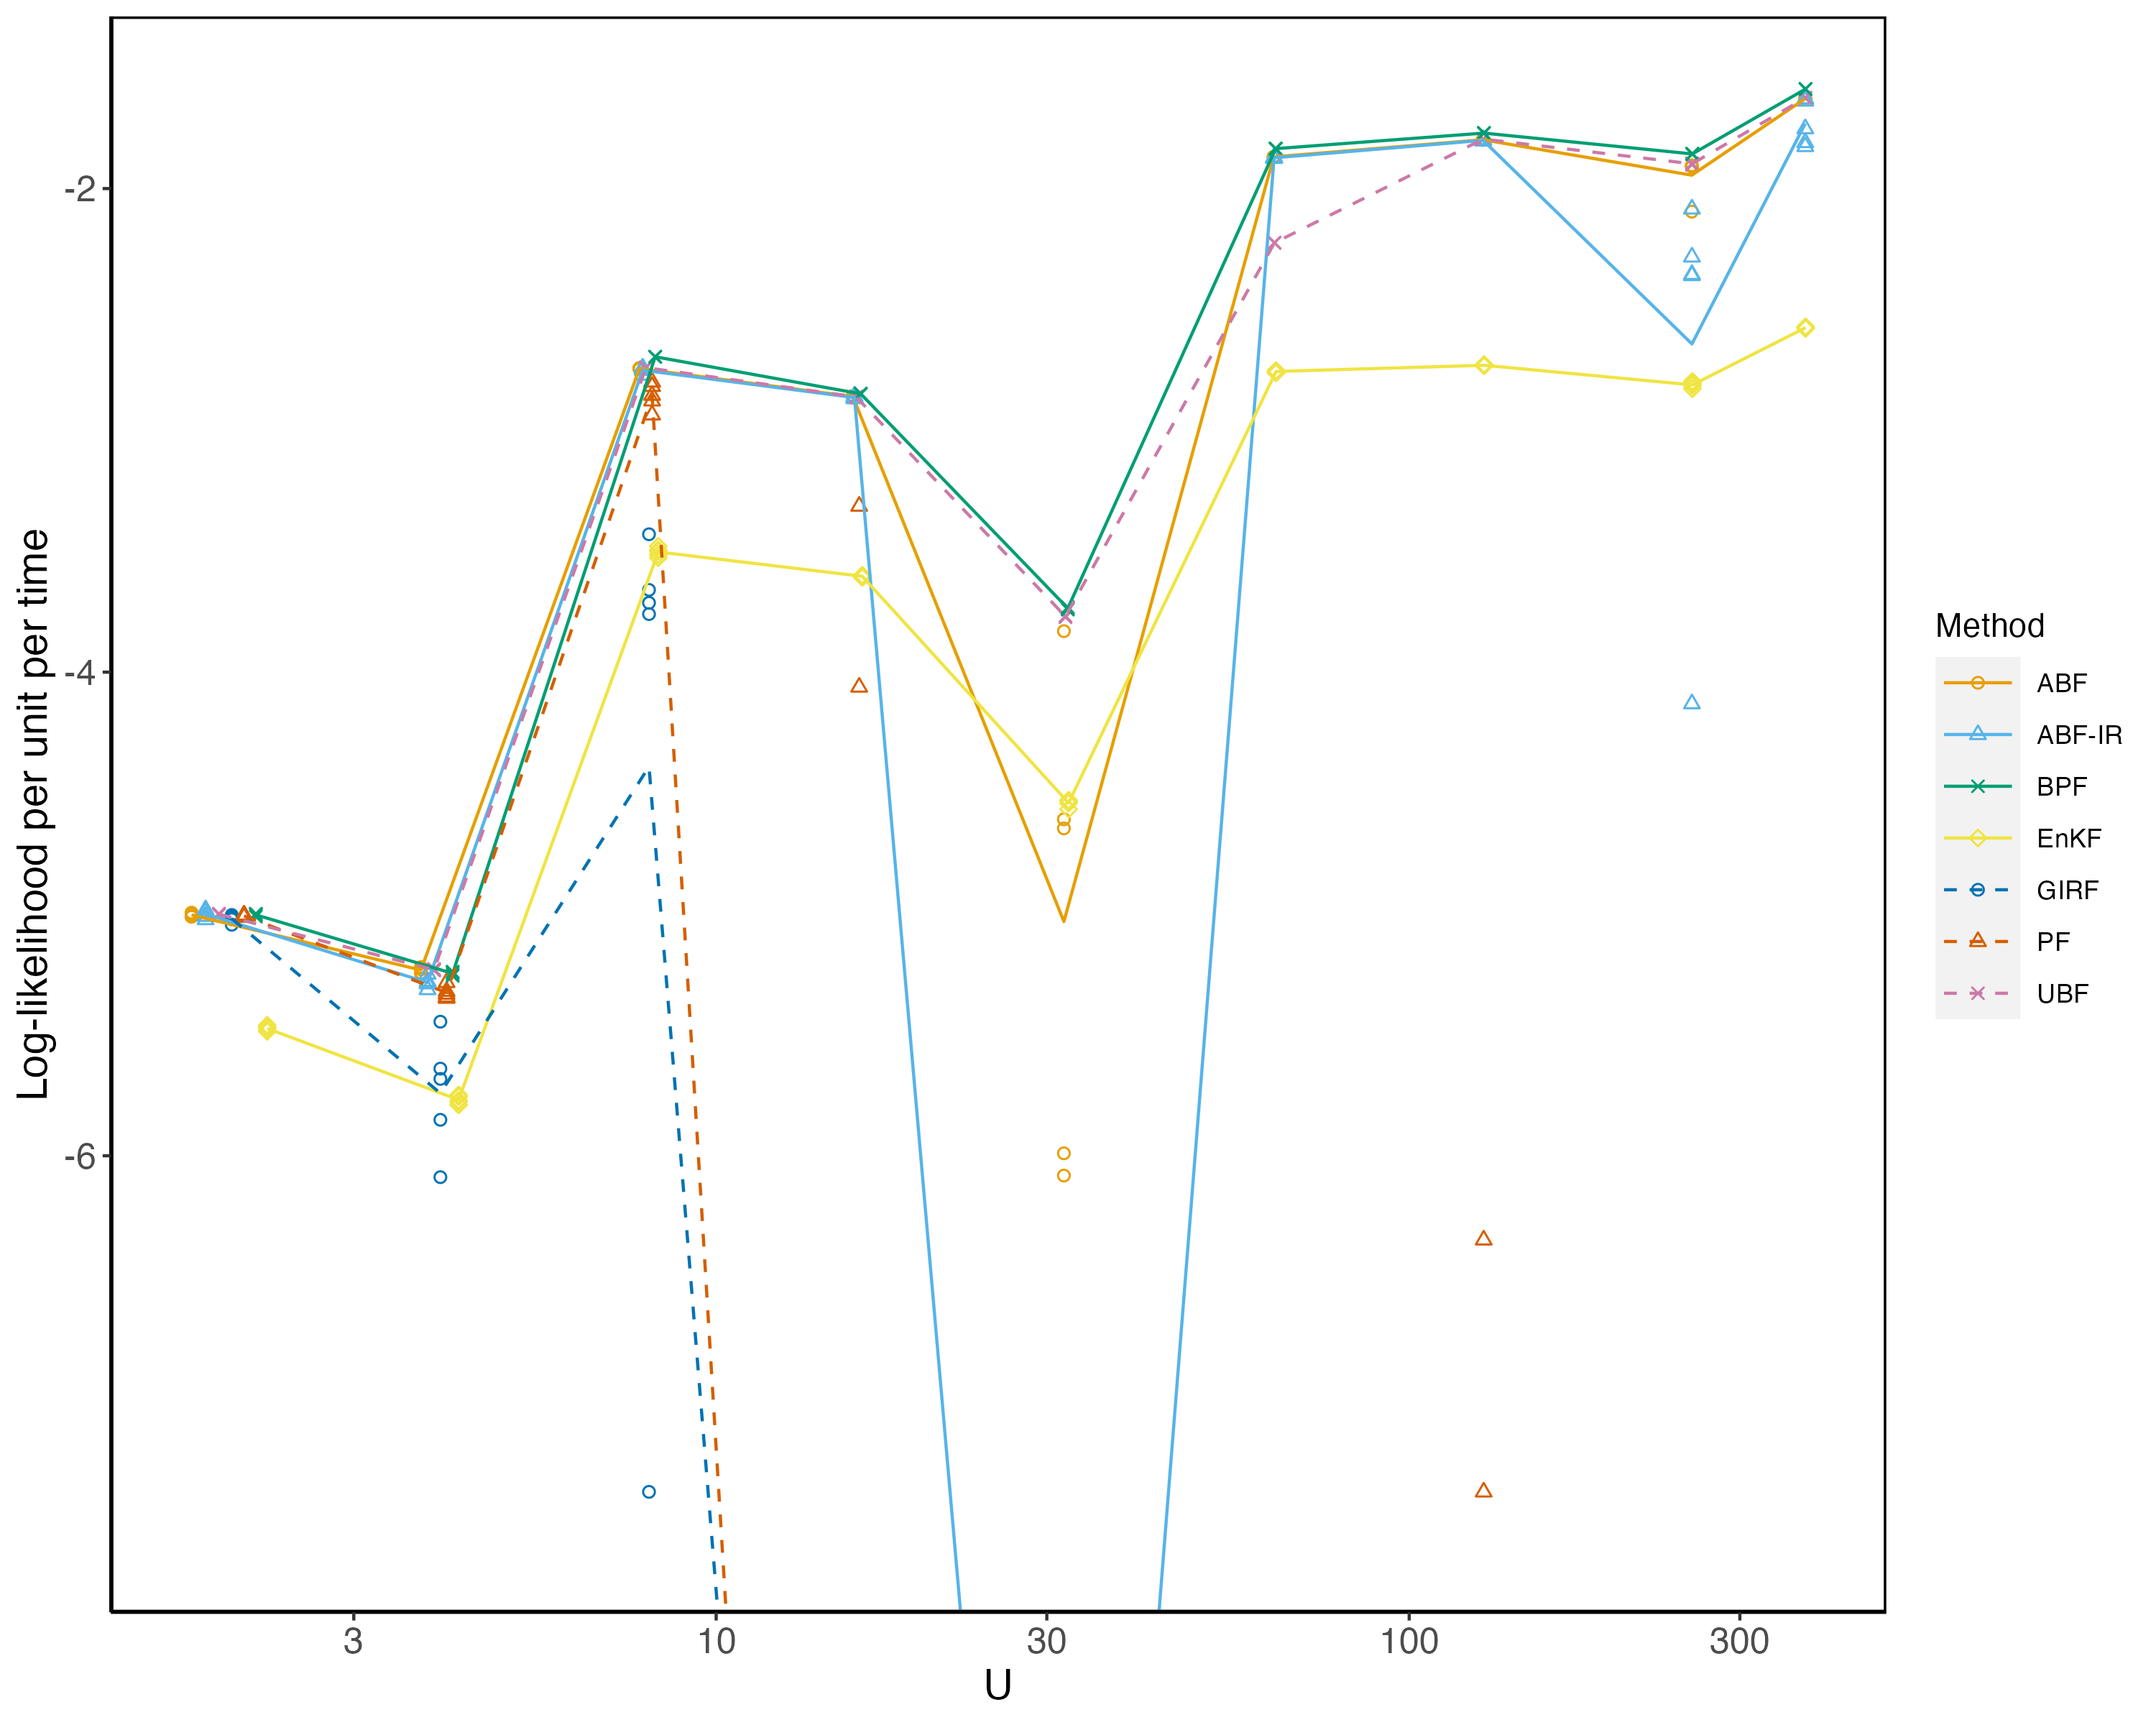 Log-likelihood per unit per time
-2
-4
-6
3
10
30
100
300
U
Method
ABF
ABF-IR
BPF
EnKF
GIRF
PF
UBF